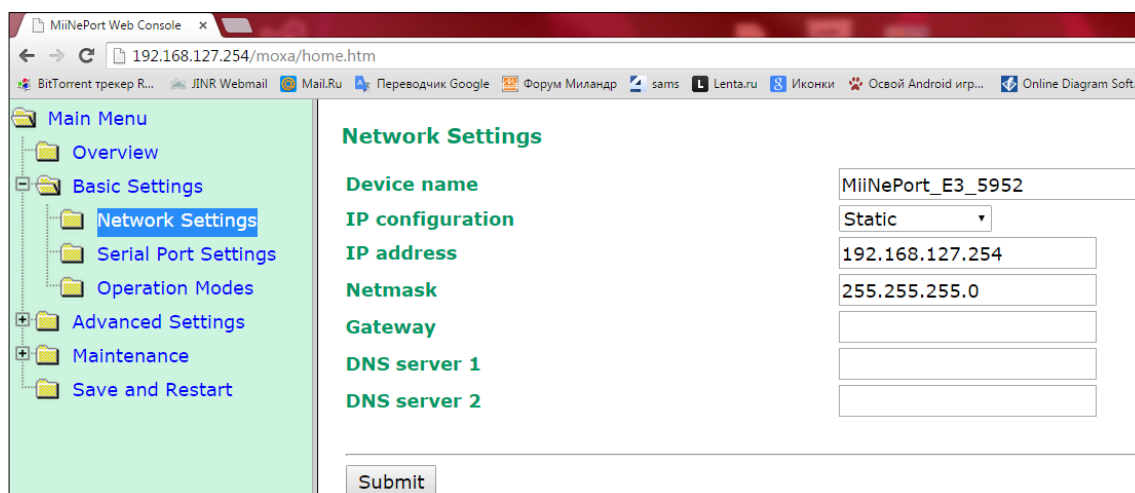 MiiNePort Web Console
192.168.127.254/moxa/home.htm
BitTorrent трекер R... JINR Webmail Mail.Ru Переводчик Google Форум Миландр sams Lenta.ru Иконки Освой Android игр... Online Diagram Soft
Main Menu
Overview
Basic Settings
Network Settings
Serial Port Settings
Operation Modes
Advanced Settings
Maintenance
Save and Restart
Network Settings
Device name MiiNePort_E3_5952
IP configuration Static
IP address 192.168.127.254
Netmask 255.255.255.0
Gateway
DNS server 1
DNS server 2
Submit